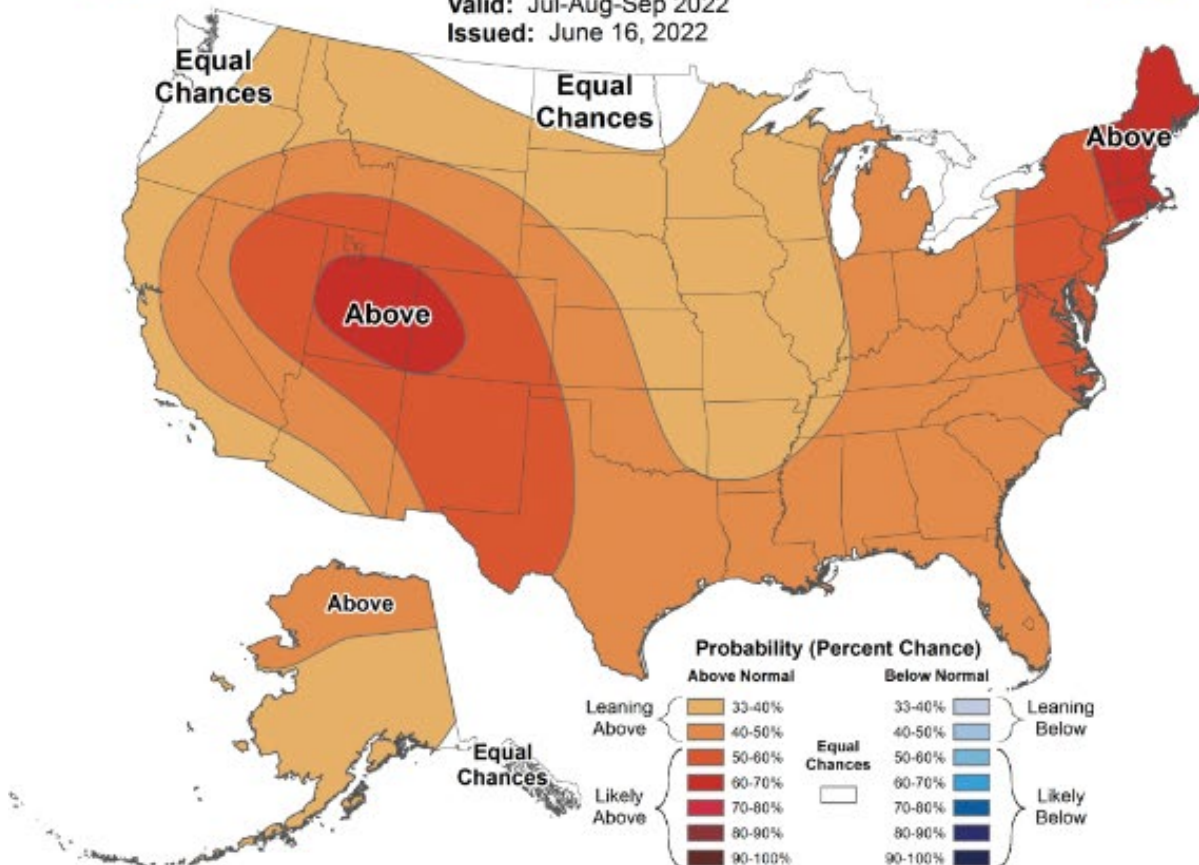 Valid: Jul-Aug-Sep 2022
Issued: June 16, 2022
Equal
Chances
Equal
Chances
Above
Above
Above
Equal
Chances
Probability (Percent Chance)
Above Normal
Below Normal
Leaning
Above
33-40%
40-50%
Likely
Above
50-60%
60-70%
70-80%
80-90%
90-100%
Equal
Chances
33-40%
40-50%
Leaning
Below
50-60%
60-70%
70-80%
80-90%
90-100%
Likely
Below